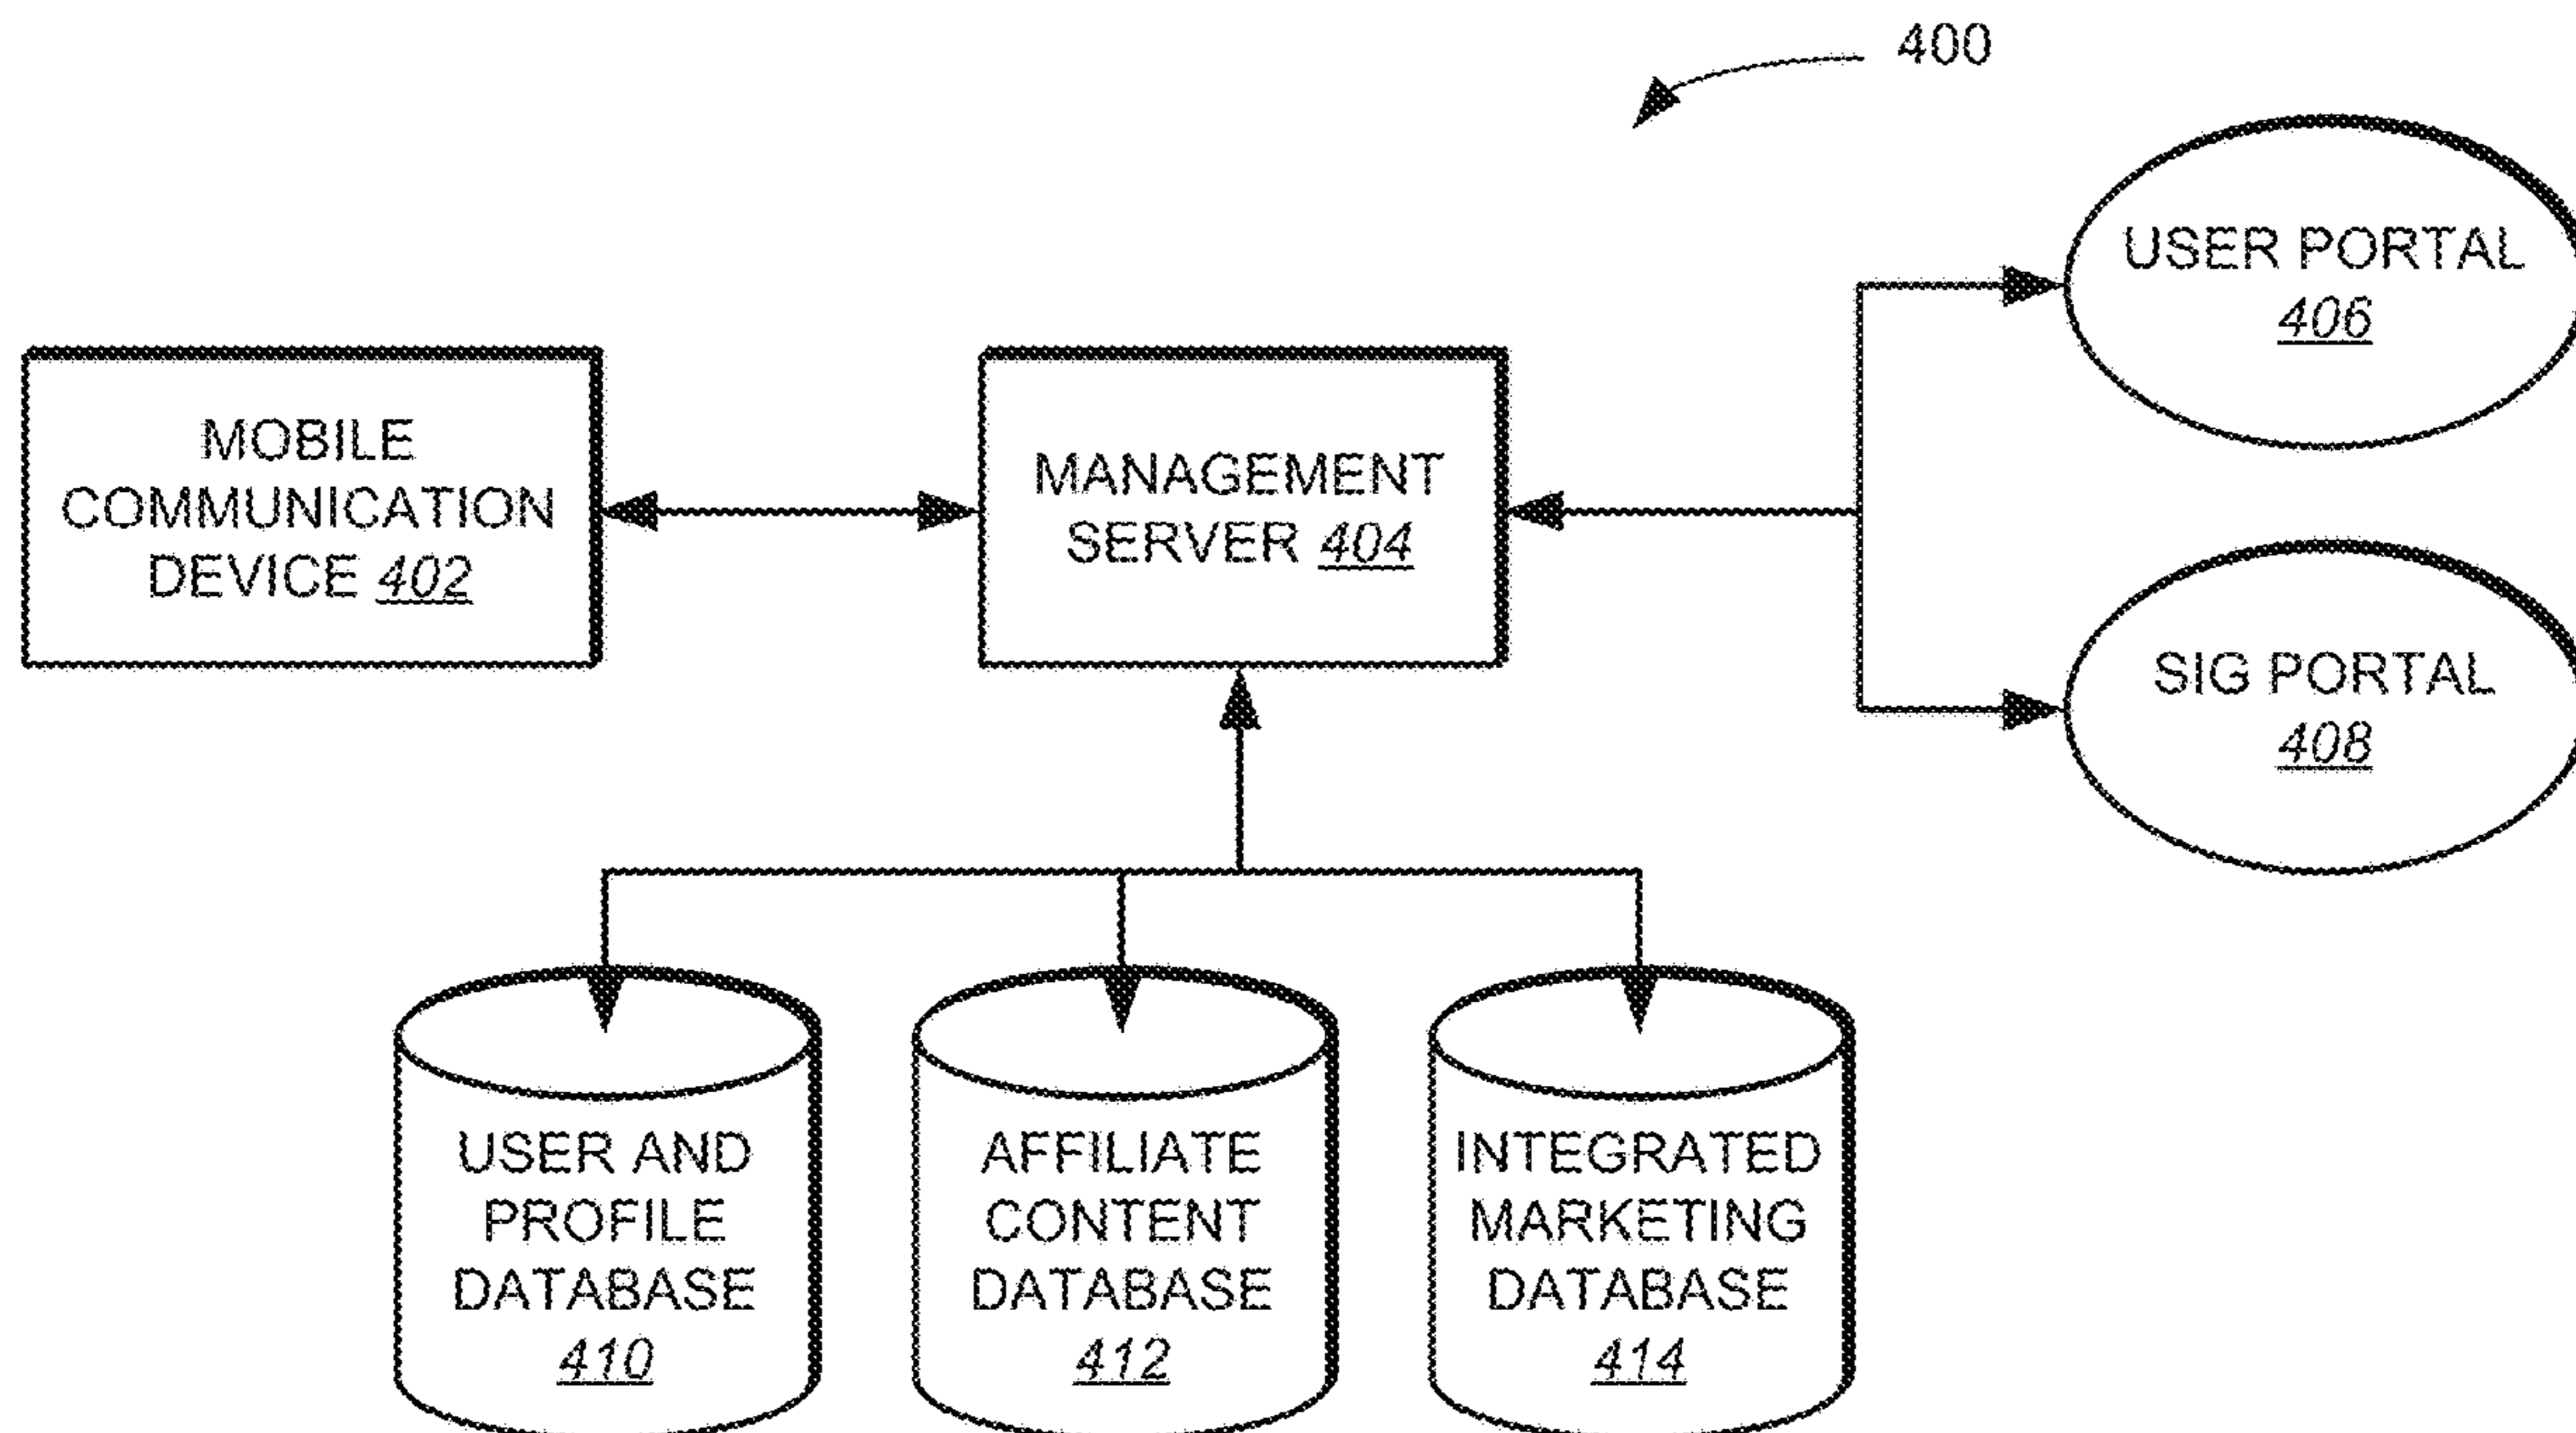 400
USER PORTAL
406
MOBILE
COMMUNICATION
DEVICE 402
MANAGEMENT
SERVER 404
SIG PORTAL
408
USER AND
PROFILE
DATABASE
410
AFFILIATE
CONTENT
DATABASE
412
INTEGRATED
MARKETING
DATABASE
414